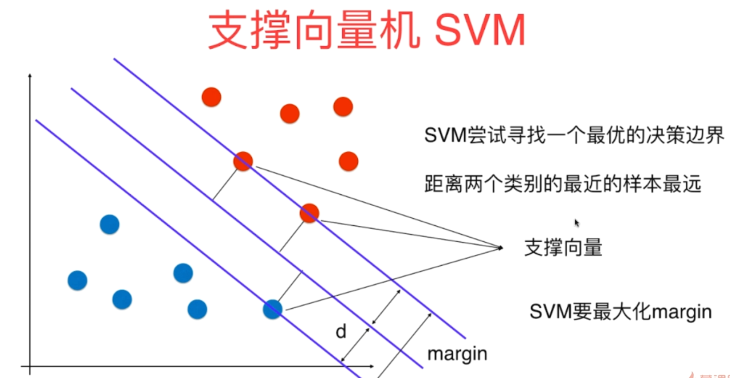 支撑向量机 SVM
SVM尝试寻找一个最优的决策边界
距离两个类别的最近的样本最远
支撑向量
SVM要最大化margin
d
margin